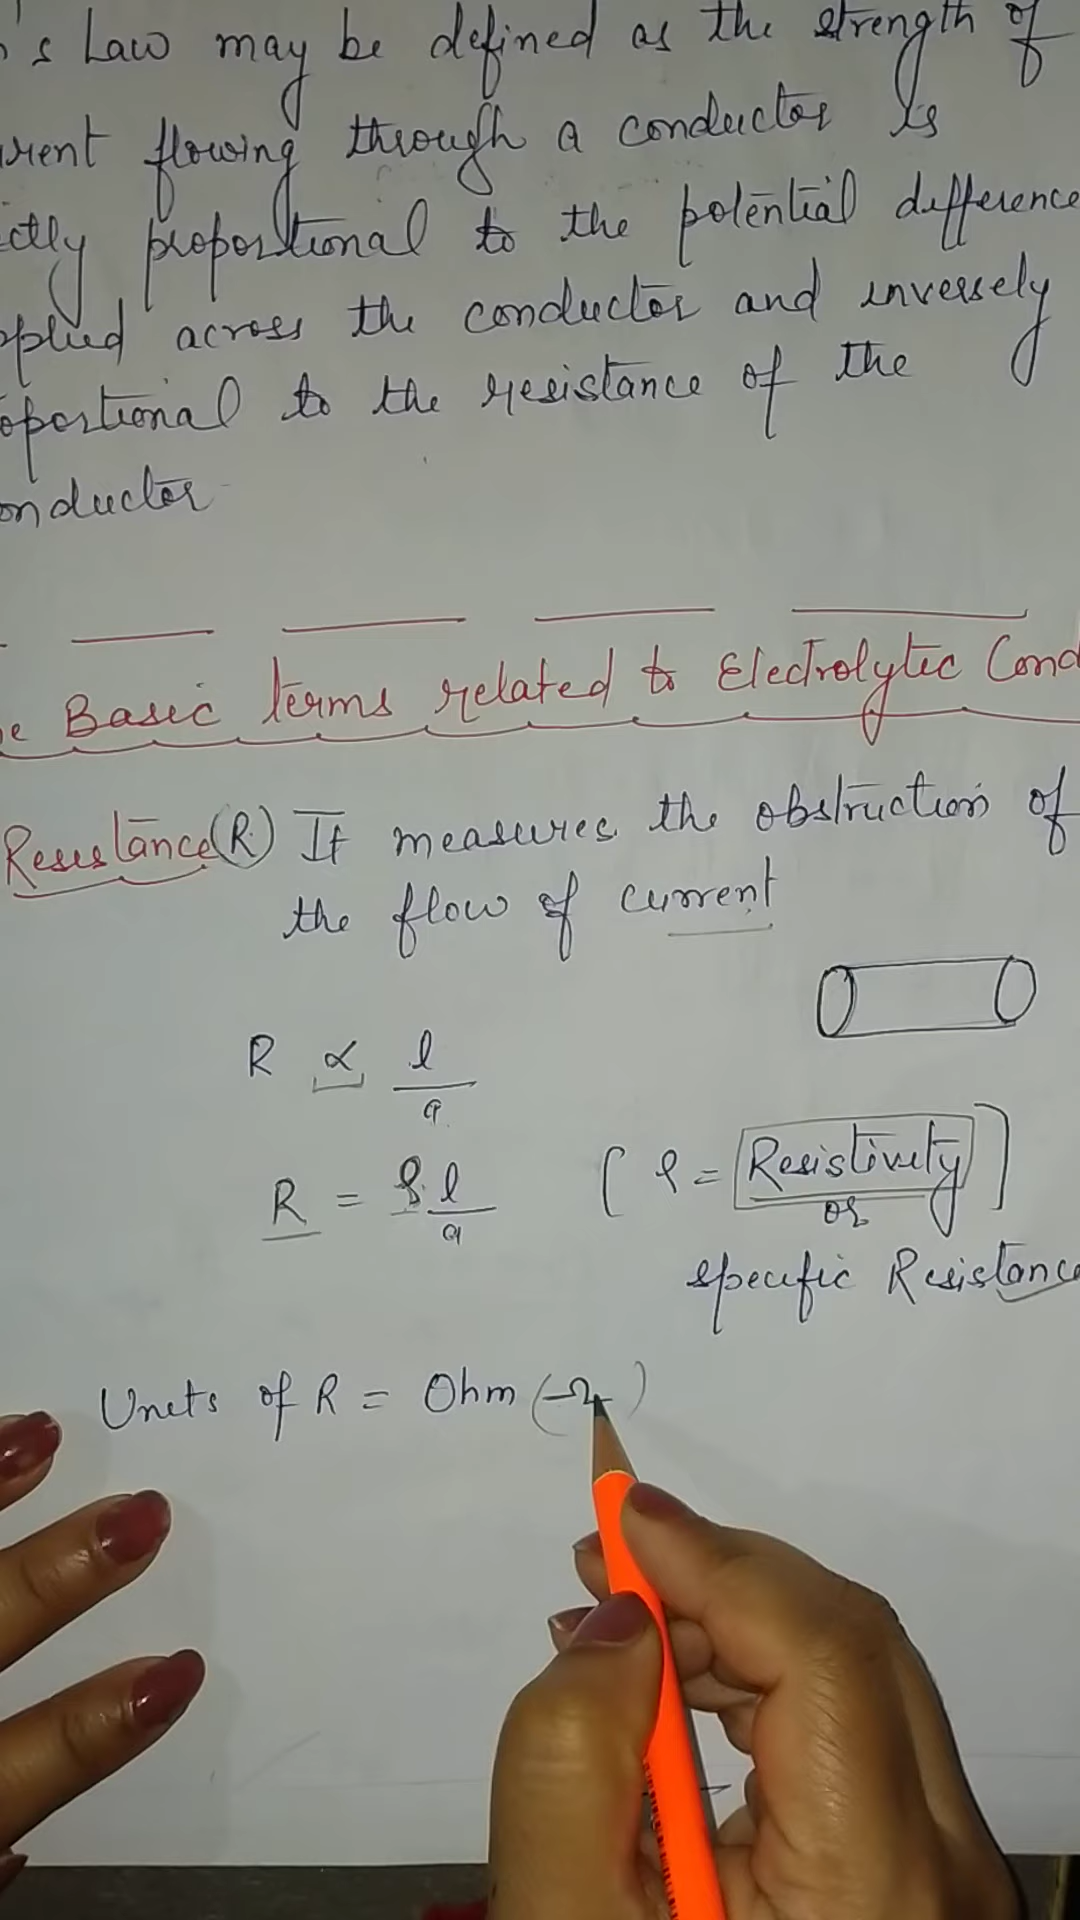 's Law may be defined as the strength of
rrent flowing through a conductor is
ctly proportional to the potential difference
pplied across the conductor and inversely
oportional to the resistance of the
onductor
e Basic terms related to Electrolytic Cond
Resistance (R) It measures the obstruction of
the flow of current
R ∝ l/a
R = ρ l/a [ ρ = Resistivity ]
or
specific Resistance
Units of R = Ohm (Ω)